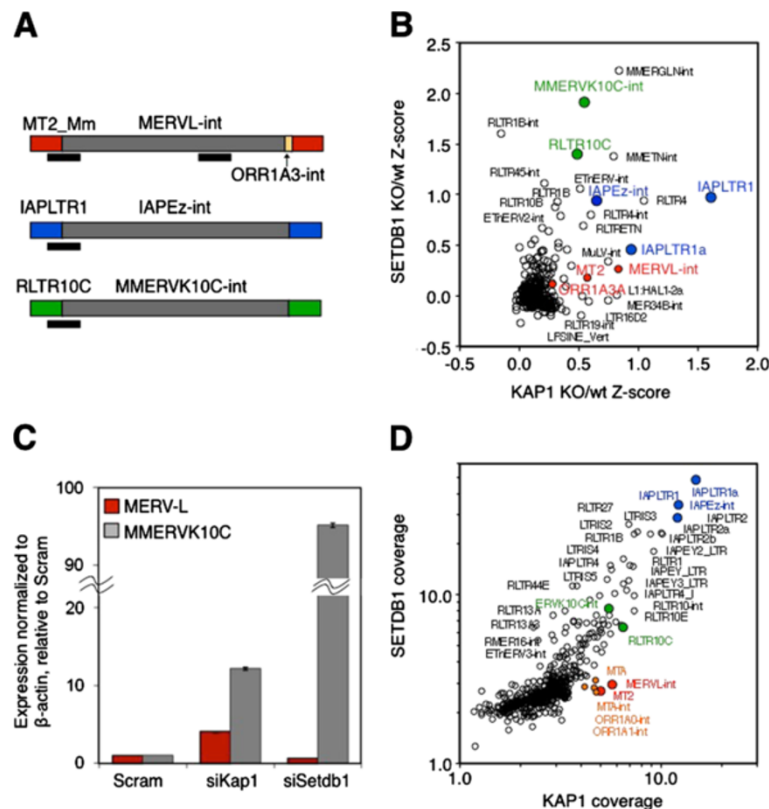 A
MT2_Mm MERVL-int
ORR1A3-int
IAPLTR1 IAPEz-int
RLTR10C MMERVK10C-int
B
2.5
2.0
1.5
1.0
0.5
0.0
-0.5
-0.5 0.0 0.5 1.0 1.5 2.0
SETDB1 KO/wt Z-score
KAP1 KO/wt Z-score
MMERGLN-int
MMERVK10C-int
RLTR1B-int
RLTR10C
MMETN-int
RLTR45-int
ETnERV-int
RLTR1B
IAPEz-int
IAPLTR1
RLTR10B
RLTR4
ETnERV2-int
RLTR4-int
RLTRETN
IAPLTR1a
MuLV-int
MT2
MERVL-int
ORR1A3A
L1:HAL1-2a
MER34B-int
LTR16D2
RLTR19-int
LFSINE_Vert
C
100
90
20
10
0
MERV-L
MMERVK10C
Expression normalized to
β-actin, relative to Scram
Scram siKap1 siSetdb1
D
10.0
1.0
1.0 10.0
SETDB1 coverage
KAP1 coverage
IAPLTR1
IAPLTR1a
IAPEz-int
RLTR27
LTRIS3
IAPLTR2
LTRIS2
IAPLTR2a
RLTR1B
IAPLTR2b
IAPEY2_LTR
LTRIS4
RLTR1
IAPLTR4
IAPEY_LTR
LTRIS5
IAPEY3_LTR
RLTR44E
IAPLTR4_I
ERVK10C-int
RLTR10-int
RLTR13A
RLTR10E
RLTR13A3
RLTR10C
RMER16-int
ETnERV3-int
MTA
MERVL-int
MT2
MTA-int
ORR1A0-int
ORR1A1-int